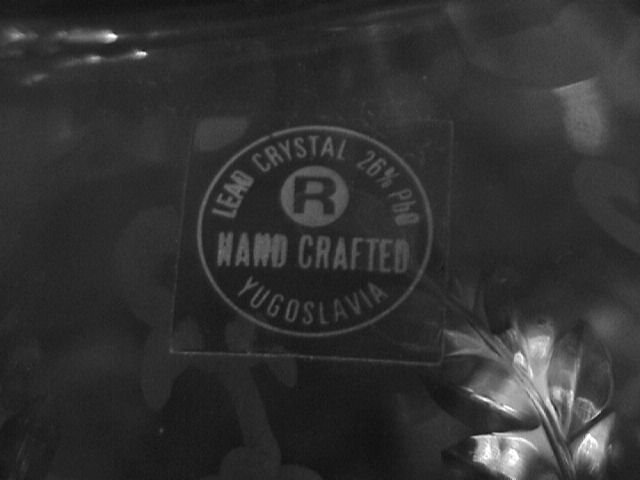 LEAD CRYSTAL 26% PbO
R
HAND CRAFTED
YUGOSLAVIA